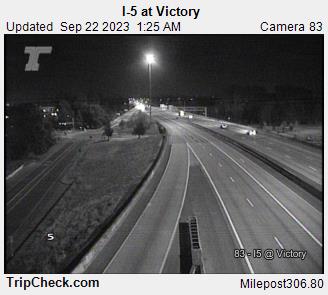 I-5 at Victory
Updated Sep 22 2023 1:25 AM Camera 83
T
5
83 - I5 @ Victory
TripCheck.com Milepost306.80